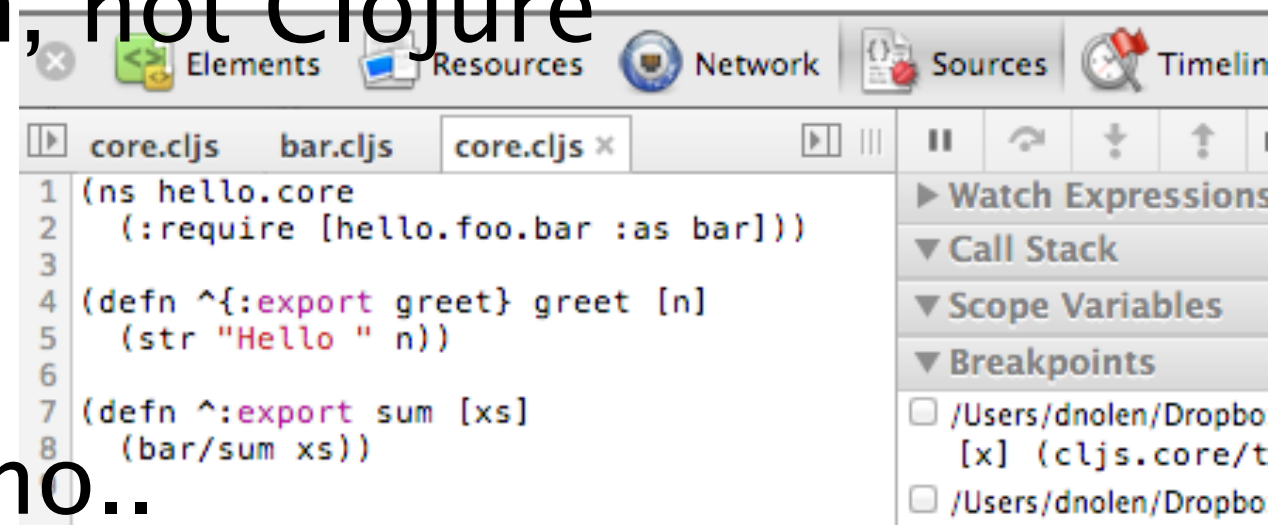 , not Clojure
Elements Resources Network Sources
core.cljs bar.cljs core.cljs ×
1 (ns hello.core
2 (:require [hello.foo.bar :as bar]))
3
4 (defn ^{:export greet} greet [n]
5 (str "Hello " n))
6
7 (defn ^:export sum [xs]
8 (bar/sum xs))
Watch Expressions
Call Stack
Scope Variables
Breakpoints
/Users/dnolen/Dropbo
[x] (cljs.core/t
/Users/dnolen/Dropbo